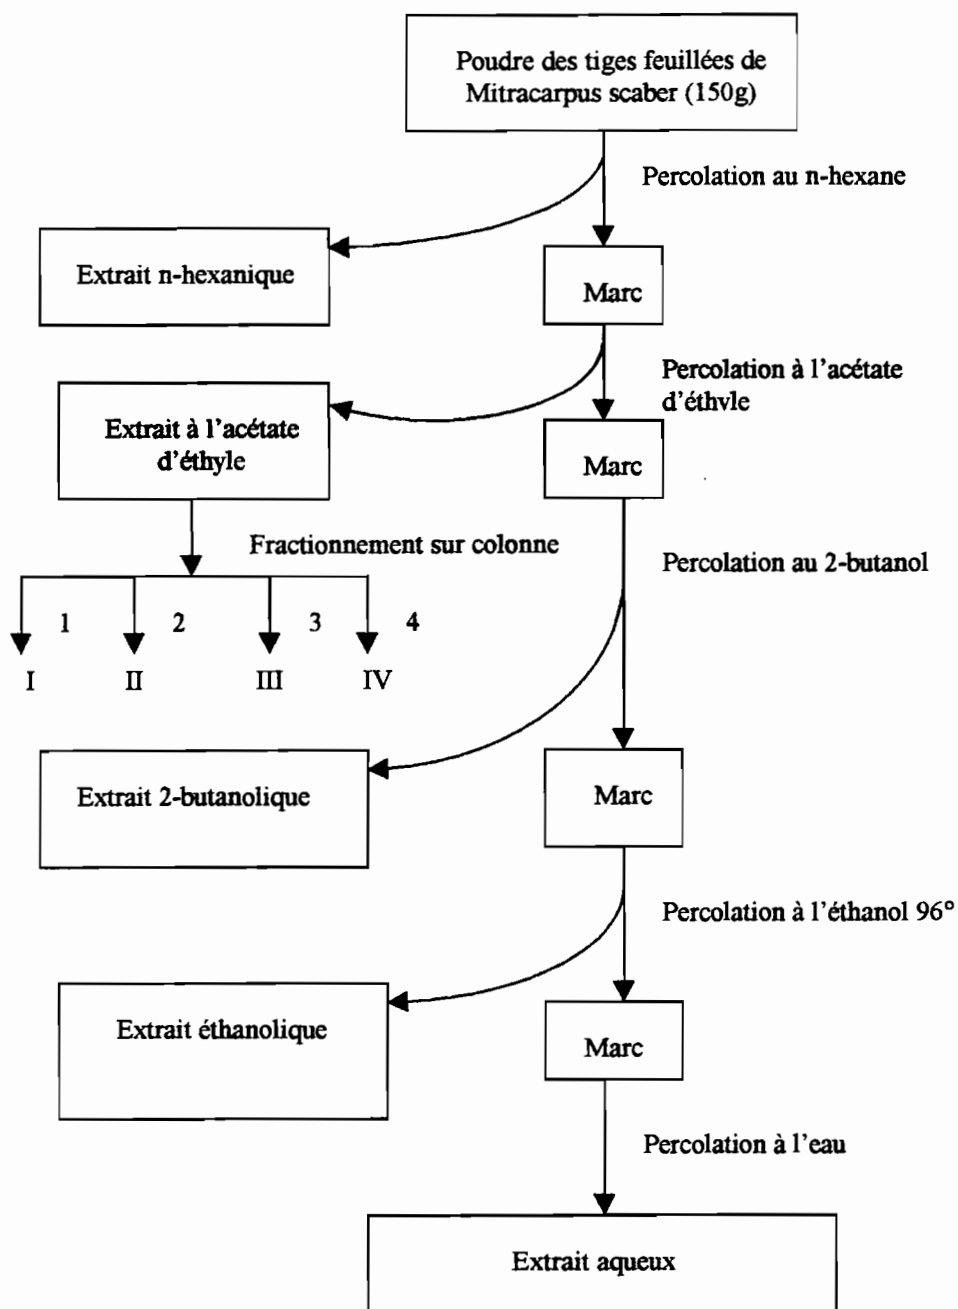 Poudre des tiges feuillées de
Mitracarpus scaber (150g)
Percolation au n-hexane
Extrait n-hexanique
Marc
Percolation à l'acétate
d'éthvle
Extrait à l'acétate
d'éthyle
Marc
Fractionnement sur colonne
Percolation au 2-butanol
1 2 3 4
I II III IV
Extrait 2-butanolique
Marc
Percolation à l'éthanol 96°
Extrait éthanolique
Marc
Percolation à l'eau
Extrait aqueux